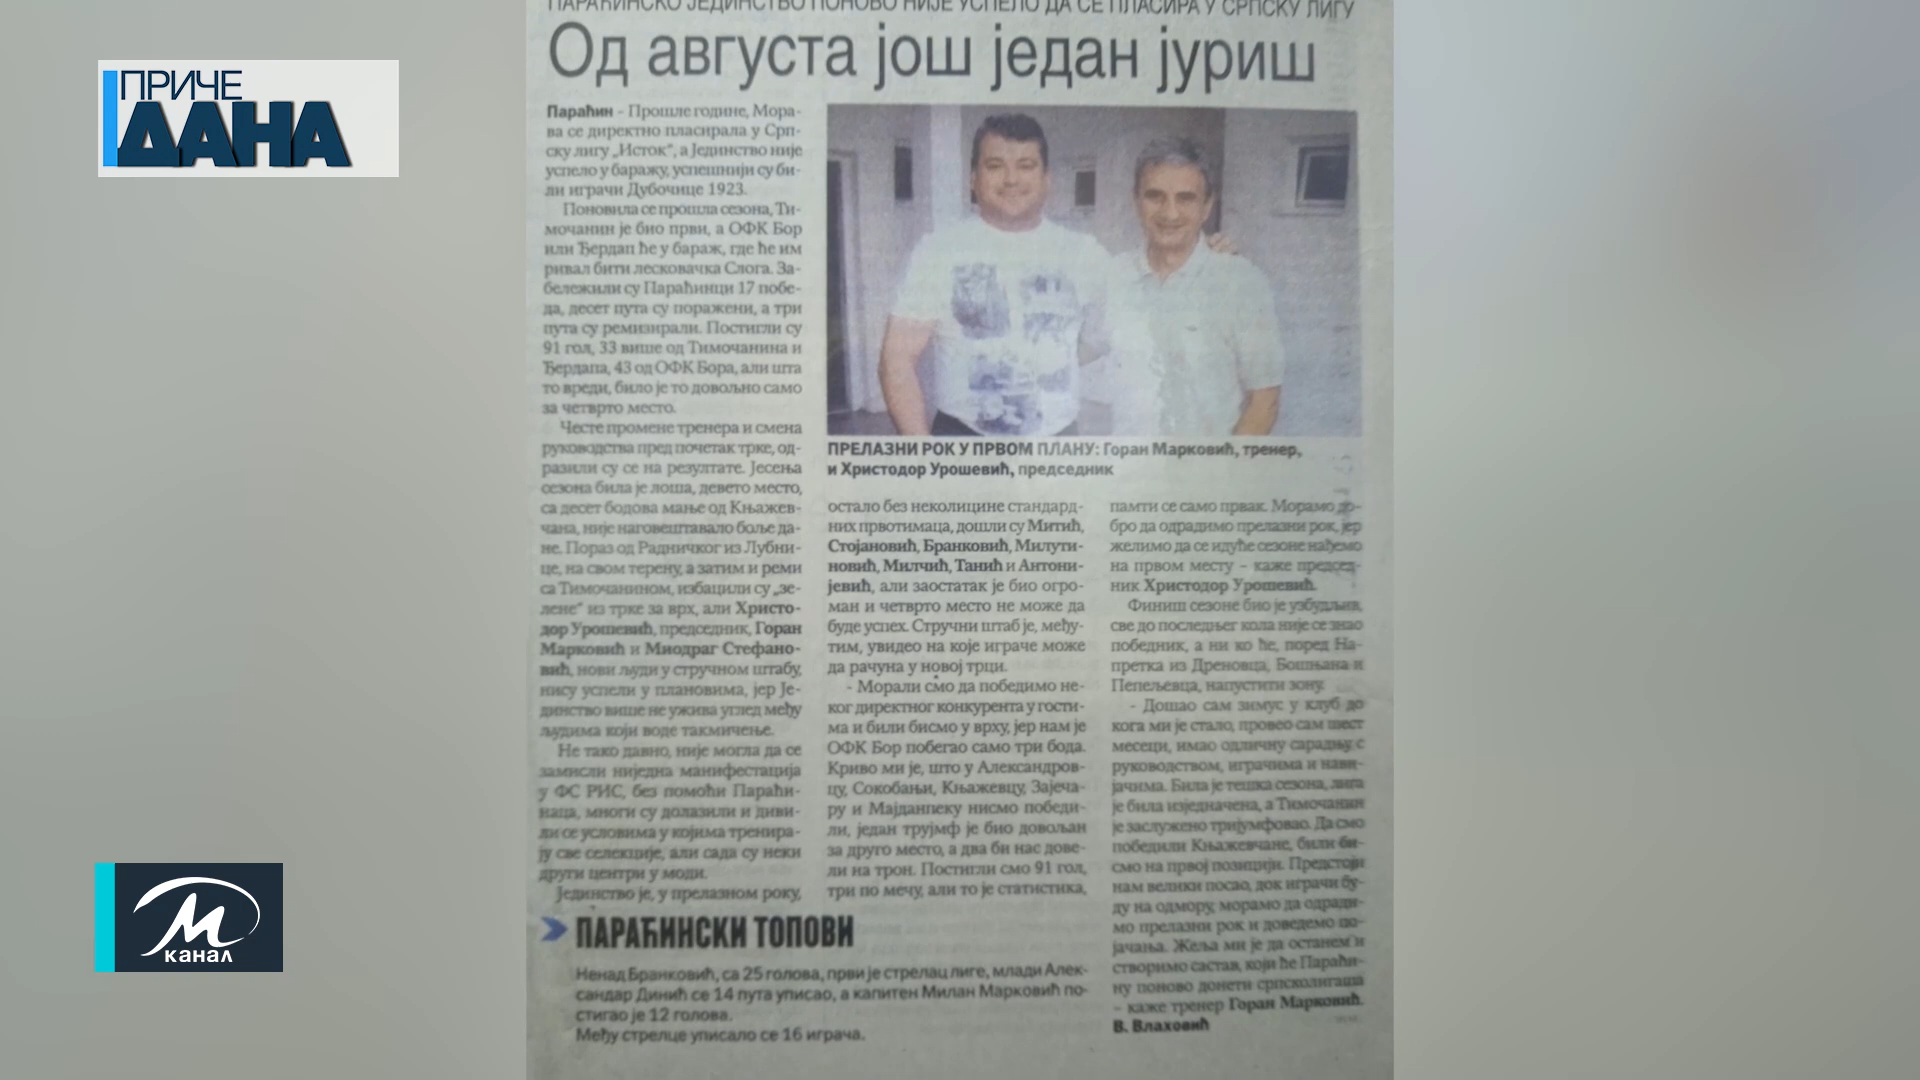 ПАРАЋИНСКО ЈЕДИНСТВО ПОНОВО НИЈЕ УСПЕЛО ДА СЕ ПЛАСИРА У СРПСКУ ЛИГУ
Од августа још један јуриш
ПРИЧЕ
ДАНА
Параћин - Прошле године, Мора-
ва се директно пласирала у Срп-
ску лигу „Исток“, а Јединство није
успело у баражу, успешнији су би-
ли играчи Дубочице 1923.
Поновила се прошла сезона, Ти-
мочанин је био први, а ОФК Бор
или Ђердап ће у бараж, где ће им
ривал бити лесковачка Слога. За-
бележили су Параћинци 17 побе-
да, десет пута су поражени, а три
пута су ремизирали. Постигли су
91 гол, 33 више од Тимочанина и
Ђердапа, 43 од ОФК Бора, али шта
то вреди, било је то довољно само
за четврто место.
Честе промене тренера и смена
руководства пред почетак трке, од-
разили су се на резултате. Јесења
сезона била је лоша, девето место,
са десет бодова мање од Књажев-
чана, није наговештавало боље да-
не. Пораз од Радничког из Лубни-
це, на свом терену, а затим и реми
са Тимочанином, избацили су „зе-
лене“ из трке за врх, али Христо-
дор Урошевић, председник, Горан
Марковић и Миодраг Стефано-
вић, нови људи у стручном штабу,
нису успели у плановима, јер Је-
динство више не ужива углед међу
људима који воде такмичење.
Не тако давно, није могла да се
замисли ниједна манифестација
у ФС РИС, без помоћи Параћи-
наца, многи су долазили и диви-
ли се условима у којима тренира-
ју све селекције, али сада су неки
други центри у моди.
Јединство је, у прелазном року,
ПРЕЛАЗНИ РОК У ПРВОМ ПЛАНУ: Горан Марковић, тренер,
и Христодор Урошевић, председник
остало без неколицине стандард-
них првотимаца, дошли су Митић,
Стојановић, Бранковић, Милути-
новић, Милчић, Танић и Антони-
јевић, али заостатак је био огро-
ман и четврто место не може да
буде успех. Стручни штаб је, међу-
тим, увидео на које играче може
да рачуна у новој трци.
- Морали смо да победимо не-
ког директног конкурента у гости-
ма и били бисмо у врху, јер нам је
ОФК Бор побегао само три бода.
Криво ми је, што у Александров-
цу, Сокобањи, Књажевцу, Зајеча-
ру и Мајданпеку нисмо победи-
ли, један трујмф је био довољан
за друго место, а два би нас дове-
ли на трон. Постигли смо 91 гол,
три по мечу, али то је статистика,
памти се само првак. Морамо до-
бро да одрадимо прелазни рок, јер
желимо да се идуће сезоне нађемо
на првом месту - каже председ-
ник Христодор Урошевић.
Финиш сезоне био је узбудљив,
све до последњег кола није се знао
победник, а ни ко ће, поред На-
претка из Дреновца, Бошњана и
Пепељевца, напустити зону.
- Дошао сам зимус у клуб до
кога ми је стало, провео сам шест
месеци, имао одличну сарадњу с
руководством, играчима и нави-
јачима. Била је тешка сезона, лига
је била изједначена, а Тимочанин
је заслужено тријумфовао. Да смо
победили Књажевчане, били би-
смо на првој позицији. Предстоји
нам велики посао, док играчи бу-
ду на одмору, морамо да одради-
мо прелазни рок и доведемо по-
јачања. Жеља ми је да останем и
створимо састав, који ће Параћи-
ну поново донети српсколигаша
- каже тренер Горан Марковић.
В. Влаховић
ПАРАЋИНСКИ ТОПОВИ
Ненад Бранковић, са 25 голова, први је стрелац лиге, млади Алек-
сандар Динић се 14 пута уписао, а капитен Милан Марковић по-
стигао је 12 голова.
Међу стрелце уписало се 16 играча.
М
КАНАЛ